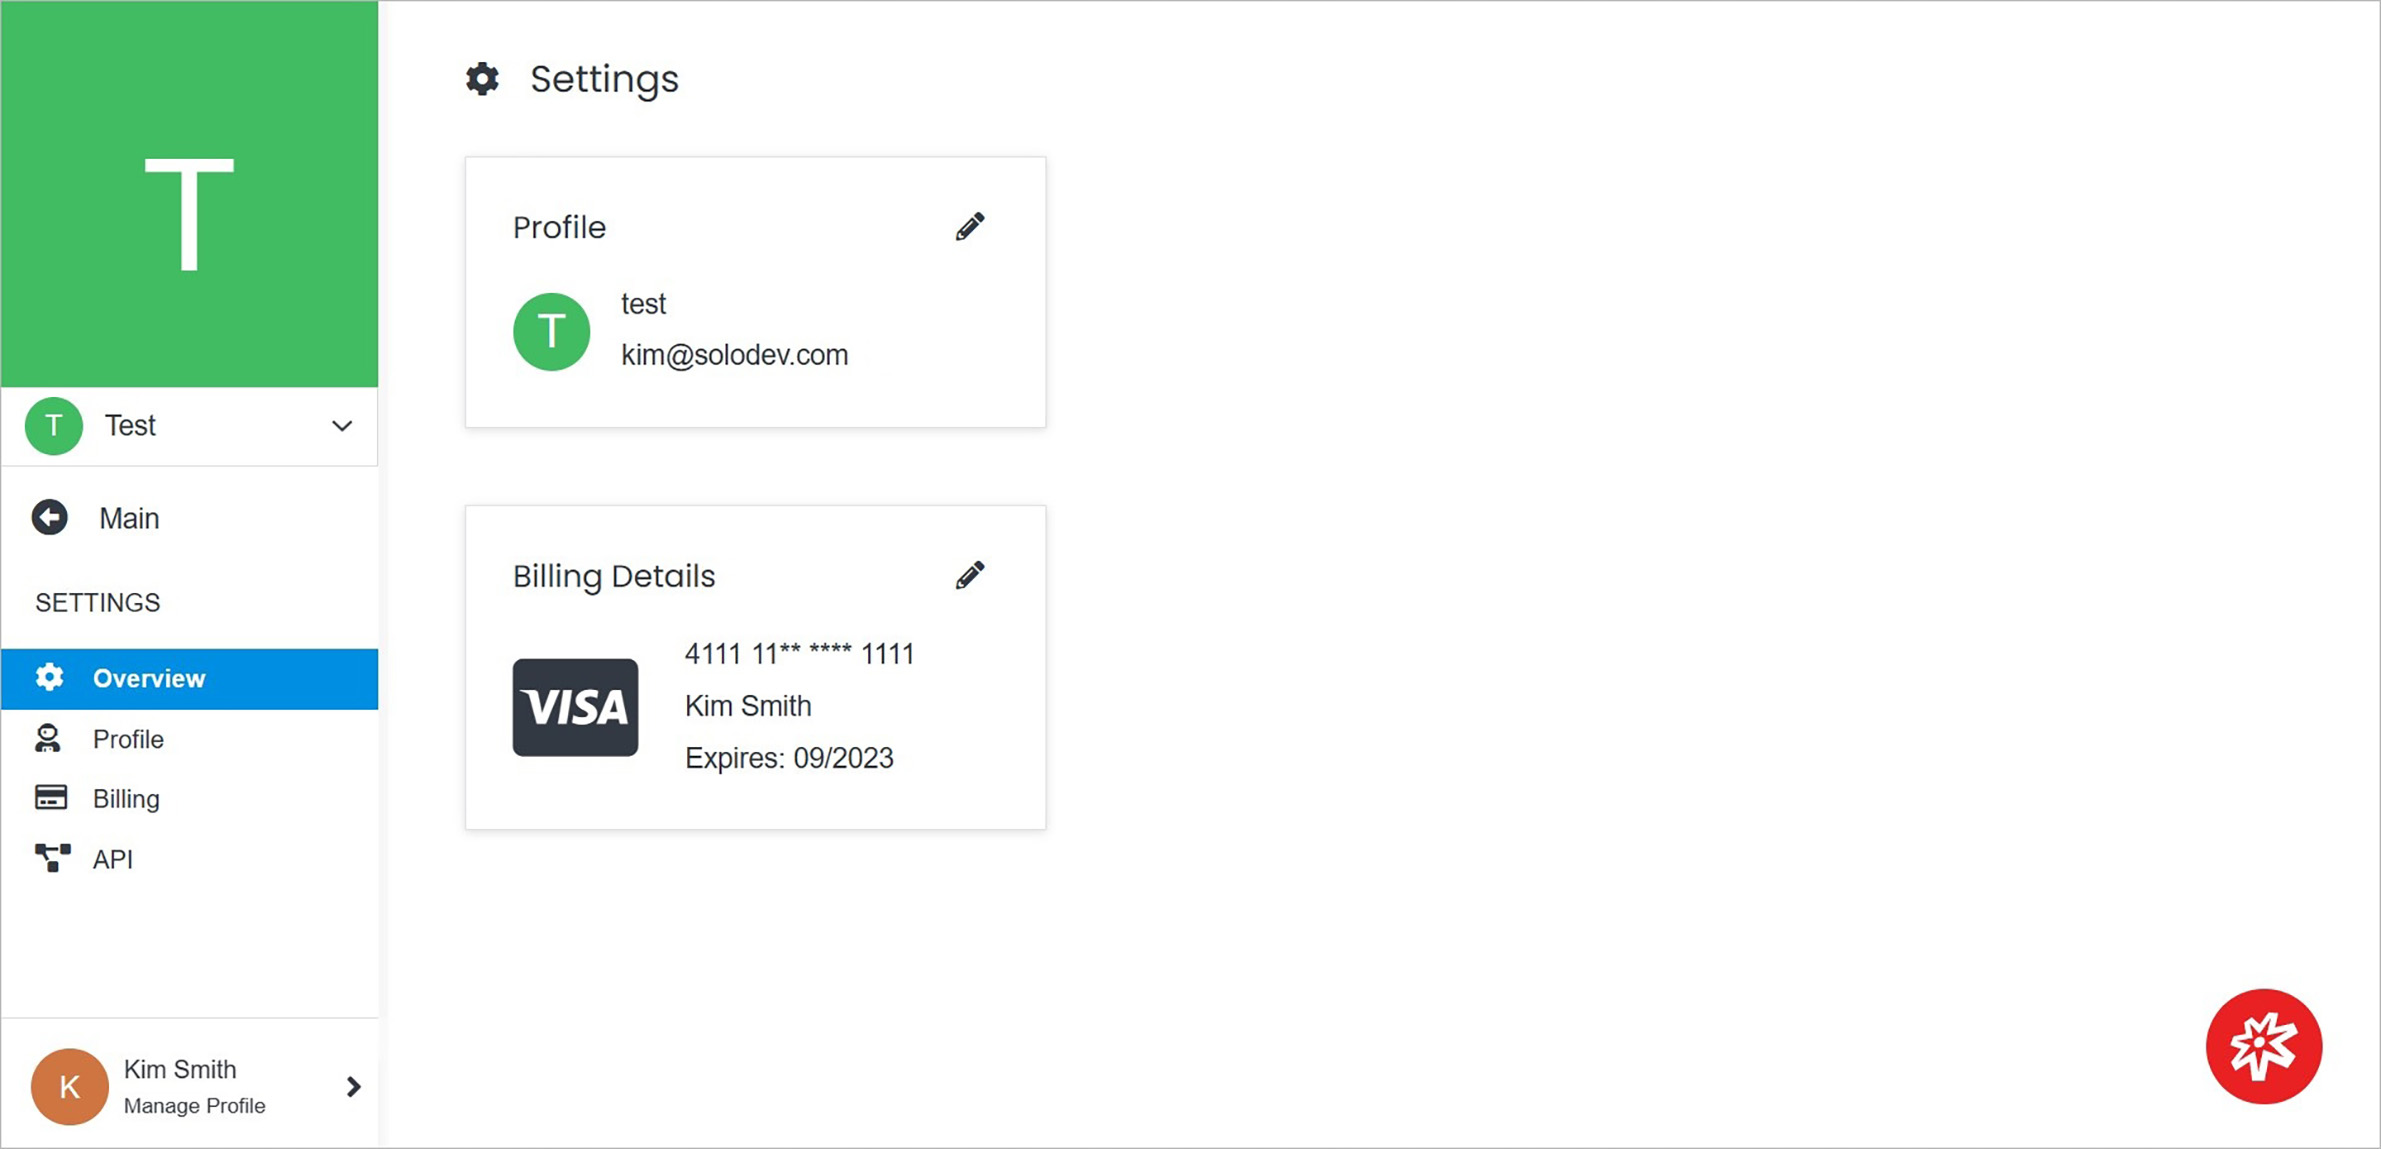 T
T Test
Main
SETTINGS
Overview
Profile
Billing
API
K
Kim Smith
Manage Profile
Settings
Profile
T
test
kim@solodev.com
Billing Details
VISA
4111 11** **** 1111
Kim Smith
Expires: 09/2023